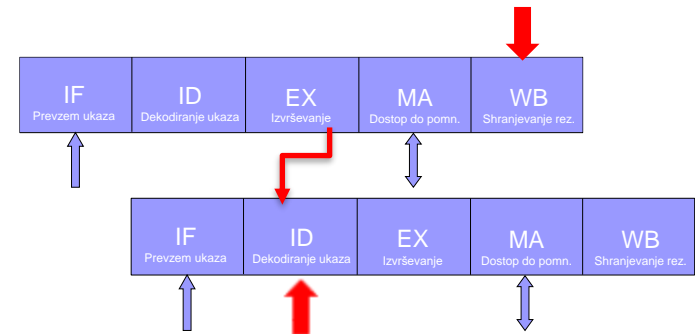 IF ID EX MA WB
Prevzem ukaza Dekodiranje ukaza Izvrševanje Dostop do pomn. Shranjevanje rez.
IF ID EX MA WB
Prevzem ukaza Dekodiranje ukaza Izvrševanje Dostop do pomn. Shranjevanje rez.